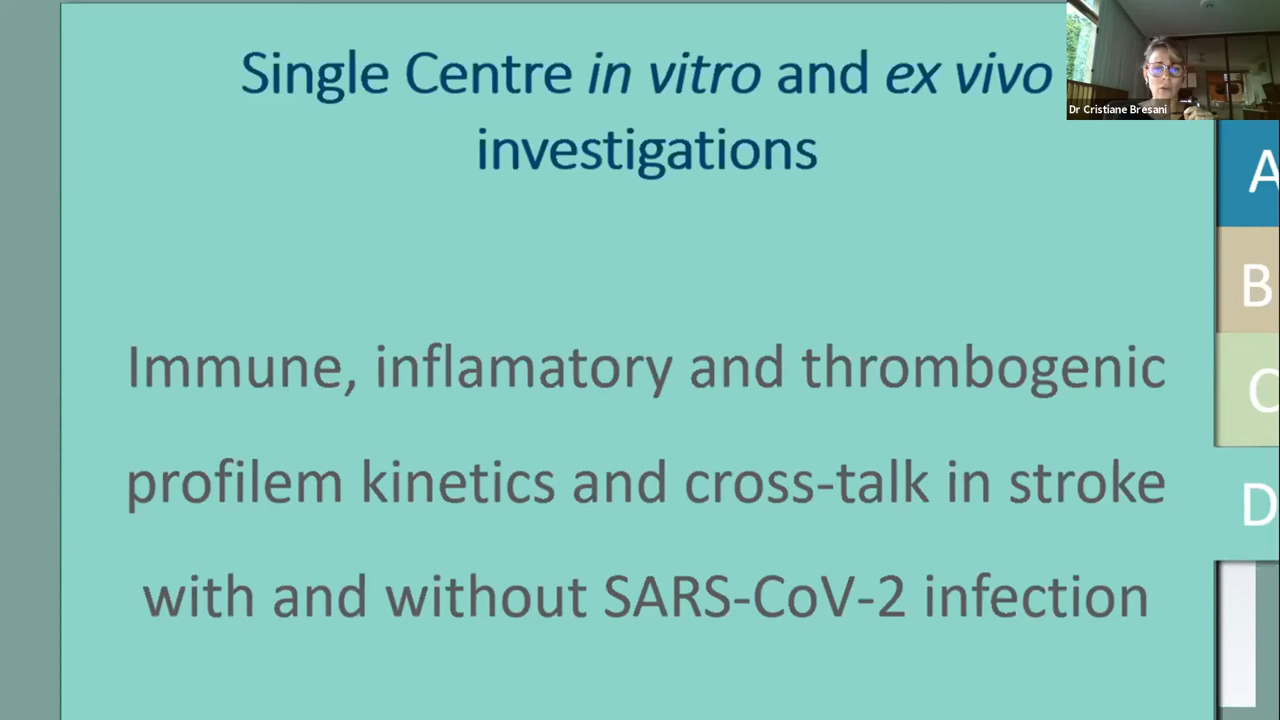 Single Centre in vitro and ex vivo
investigations
Dr Cristiane Bresani
A
B
C
D
Immune, inflamatory and thrombogenic
profilem kinetics and cross-talk in stroke
with and without SARS-CoV-2 infection